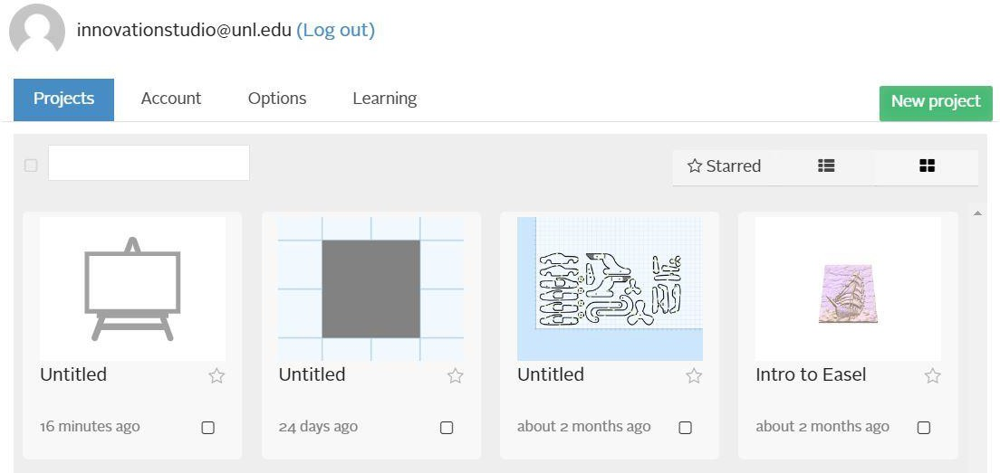 innovationstudio@unl.edu (Log out)
Projects Account Options Learning New project
Starred
Untitled Untitled Untitled Intro to Easel
16 minutes ago 24 days ago about 2 months ago about 2 months ago